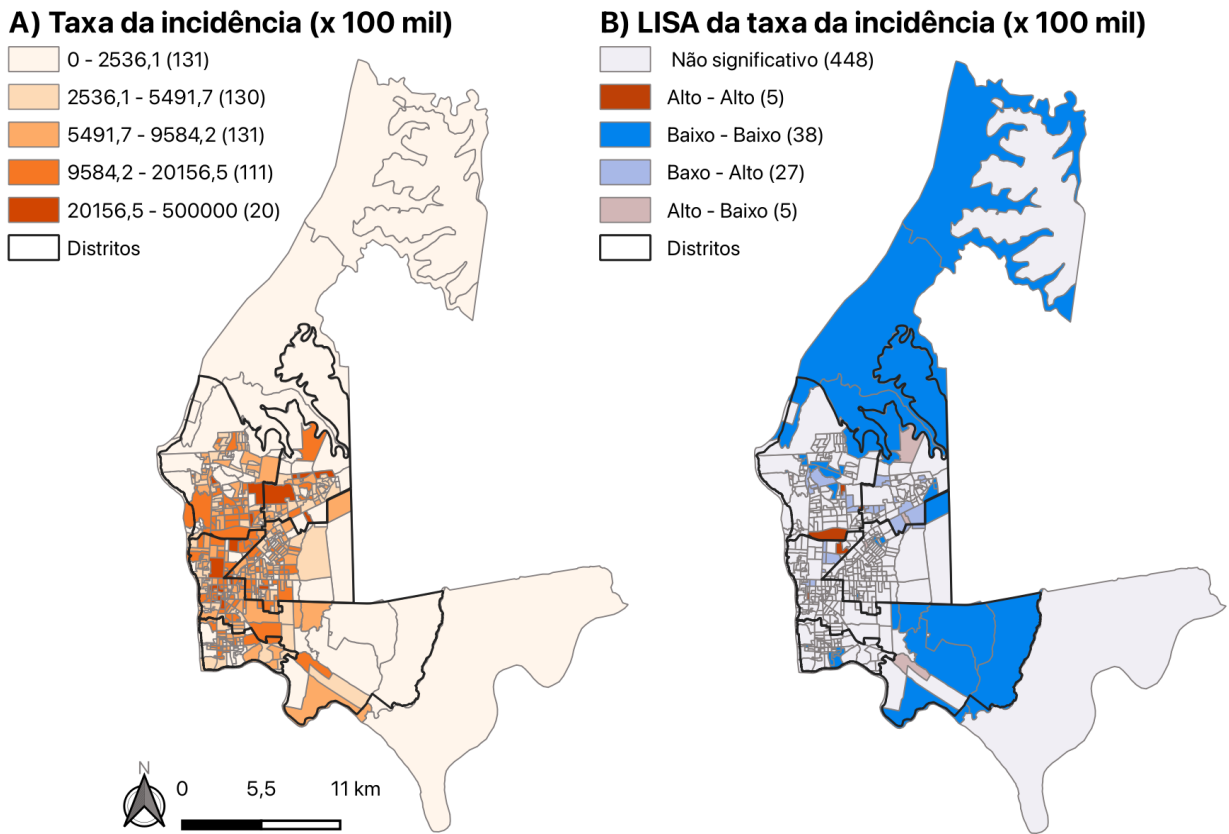 A) Taxa da incidência (x 100 mil)
0 - 2536,1 (131)
2536,1 - 5491,7 (130)
5491,7 - 9584,2 (131)
9584,2 - 20156,5 (111)
20156,5 - 500000 (20)
Distritos
B) LISA da taxa da incidência (x 100 mil)
Não significativo (448)
Alto - Alto (5)
Baixo - Baixo (38)
Baxo - Alto (27)
Alto - Baixo (5)
Distritos
N
0 5,5 11 km